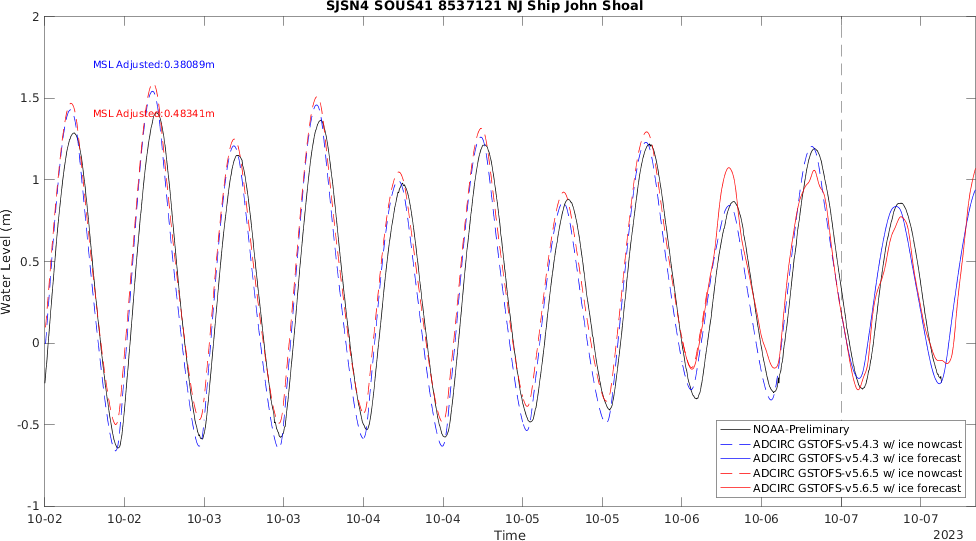 SJSN4 SOUS41 8537121 NJ Ship John Shoal
2
1.5
1
0.5
0
-0.5
-1
Water Level (m)
MSL Adjusted:0.38089m
MSL Adjusted:0.48341m
NOAA-Preliminary
ADCIRC GSTOFS-v5.4.3 w/ ice nowcast
ADCIRC GSTOFS-v5.4.3 w/ ice forecast
ADCIRC GSTOFS-v5.6.5 w/ ice nowcast
ADCIRC GSTOFS-v5.6.5 w/ ice forecast
10-02 10-02 10-03 10-03 10-04 10-04 10-05 10-05 10-06 10-06 10-07 10-07
Time
2023